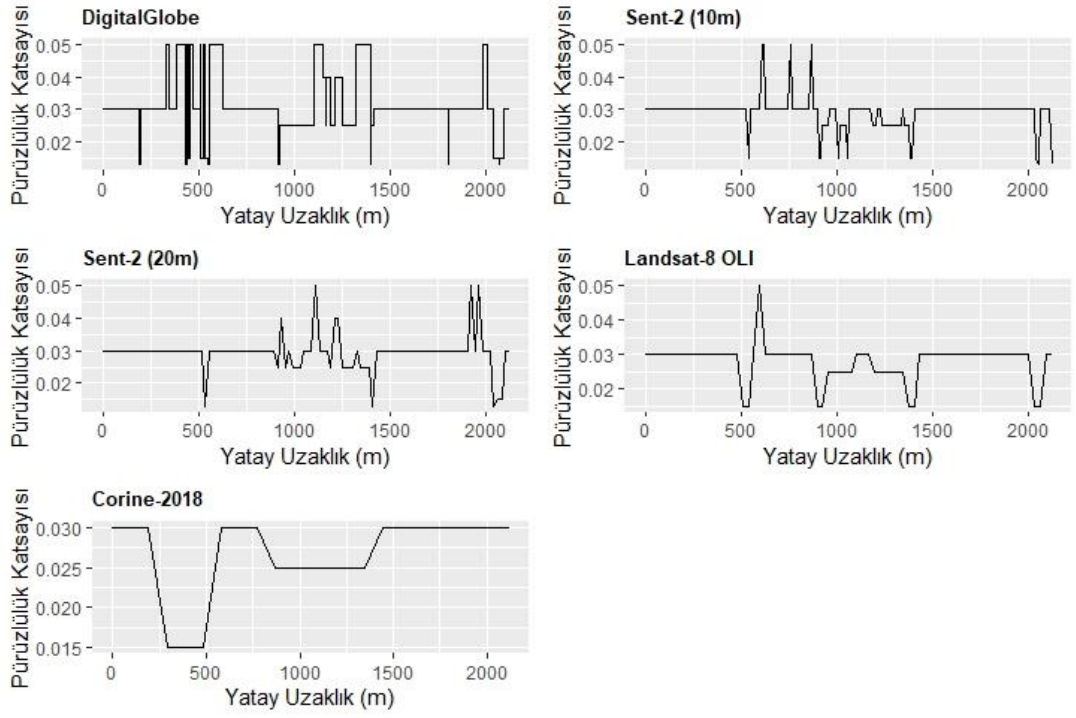 DigitalGlobe
Pürüzlülük Katsayısı
0.05
0.04
0.03
0.02
0 500 1000 1500 2000
Yatay Uzaklık (m)
Sent-2 (10m)
Pürüzlülük Katsayısı
0.05
0.04
0.03
0.02
0 500 1000 1500 2000
Yatay Uzaklık (m)
Sent-2 (20m)
Pürüzlülük Katsayısı
0.05
0.04
0.03
0.02
0 500 1000 1500 2000
Yatay Uzaklık (m)
Landsat-8 OLI
Pürüzlülük Katsayısı
0.05
0.04
0.03
0.02
0 500 1000 1500 2000
Yatay Uzaklık (m)
Corine-2018
Pürüzlülük Katsayısı
0.030
0.025
0.020
0.015
0 500 1000 1500 2000
Yatay Uzaklık (m)